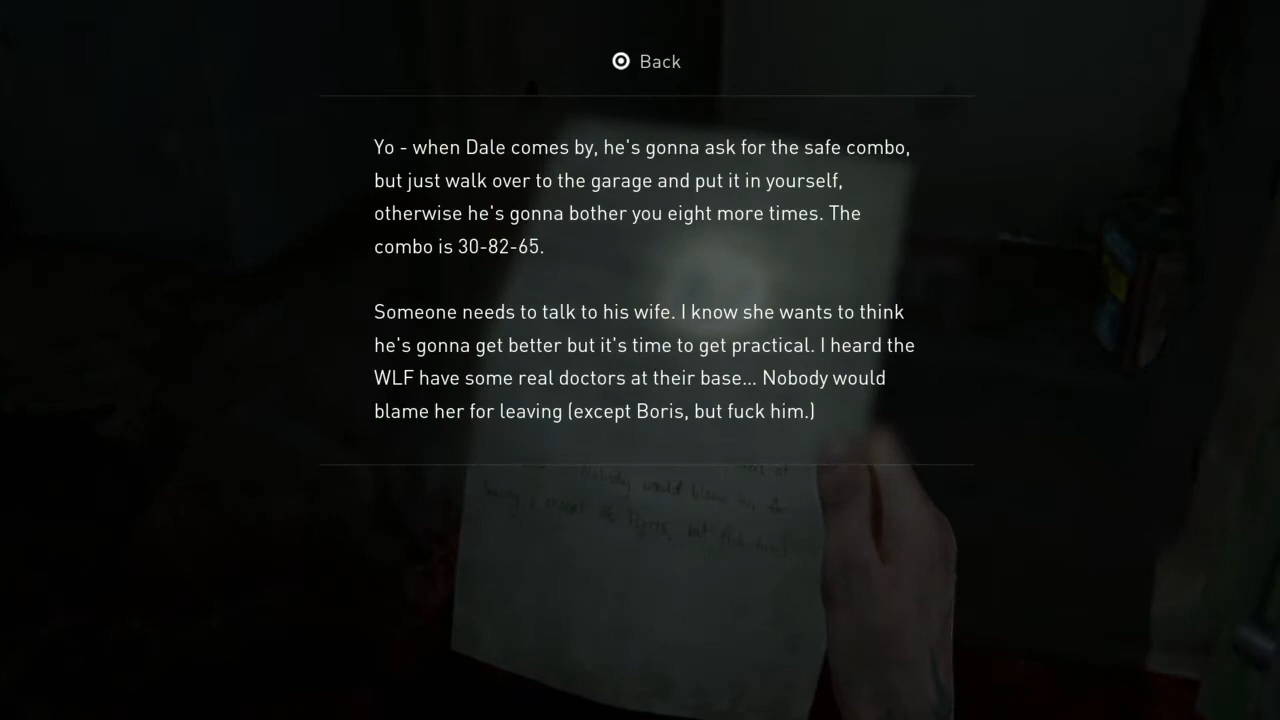 Back
Yo - when Dale comes by, he's gonna ask for the safe combo,
but just walk over to the garage and put it in yourself,
otherwise he's gonna bother you eight more times. The
combo is 30-82-65.
Someone needs to talk to his wife. I know she wants to think
he's gonna get better but it's time to get practical. I heard the
WLF have some real doctors at their base... Nobody would
blame her for leaving (except Boris, but fuck him.)
Nobody would blame
but